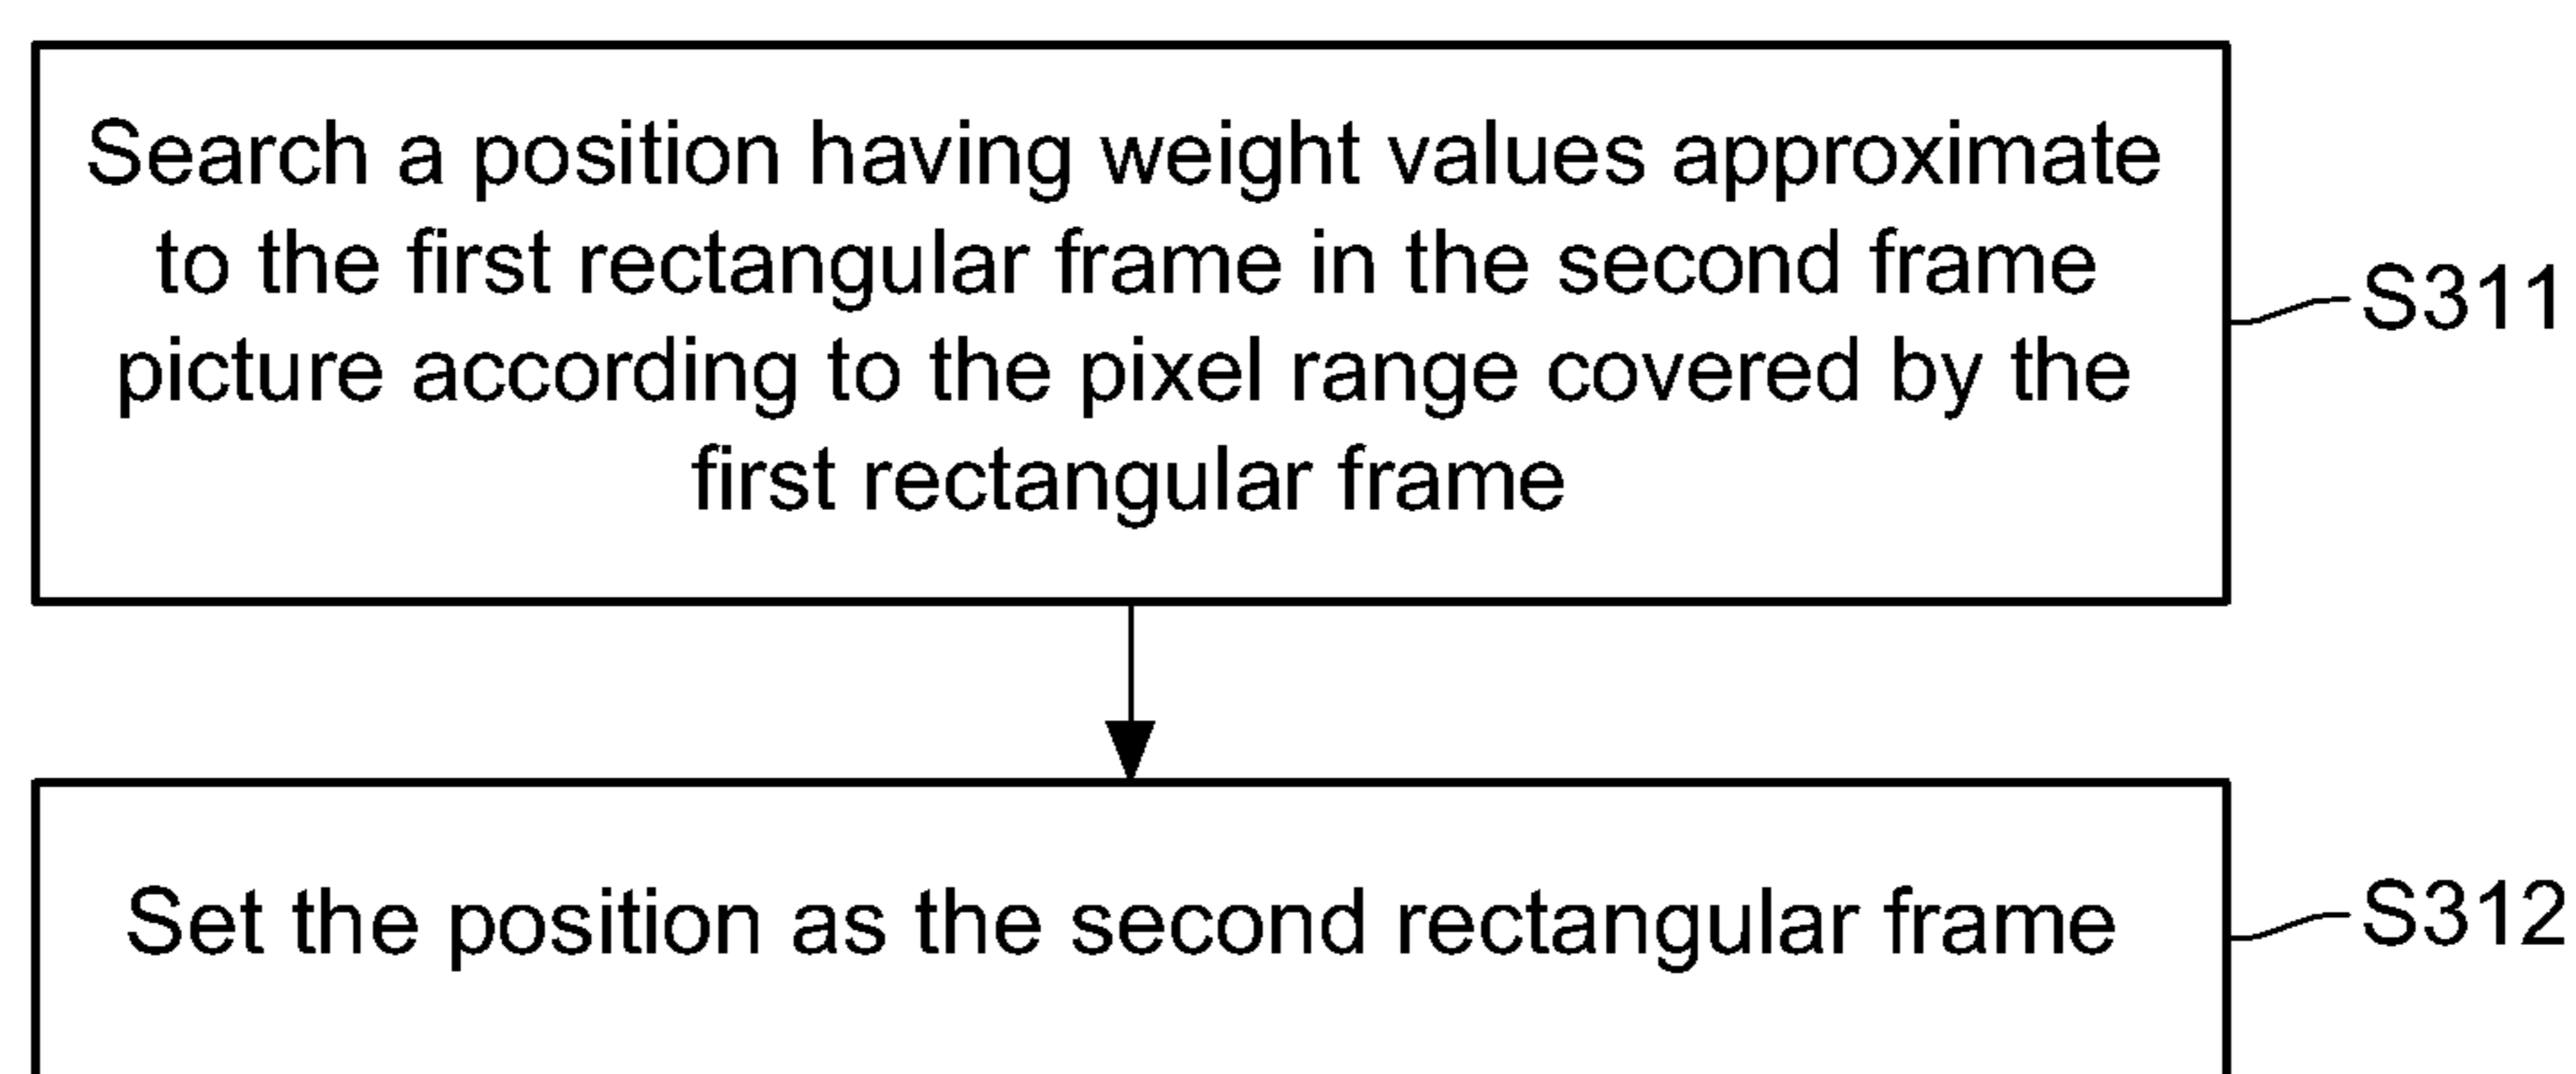 Search a position having weight values approximate
to the first rectangular frame in the second frame
picture according to the pixel range covered by the
first rectangular frame
S311
Set the position as the second rectangular frame
S312